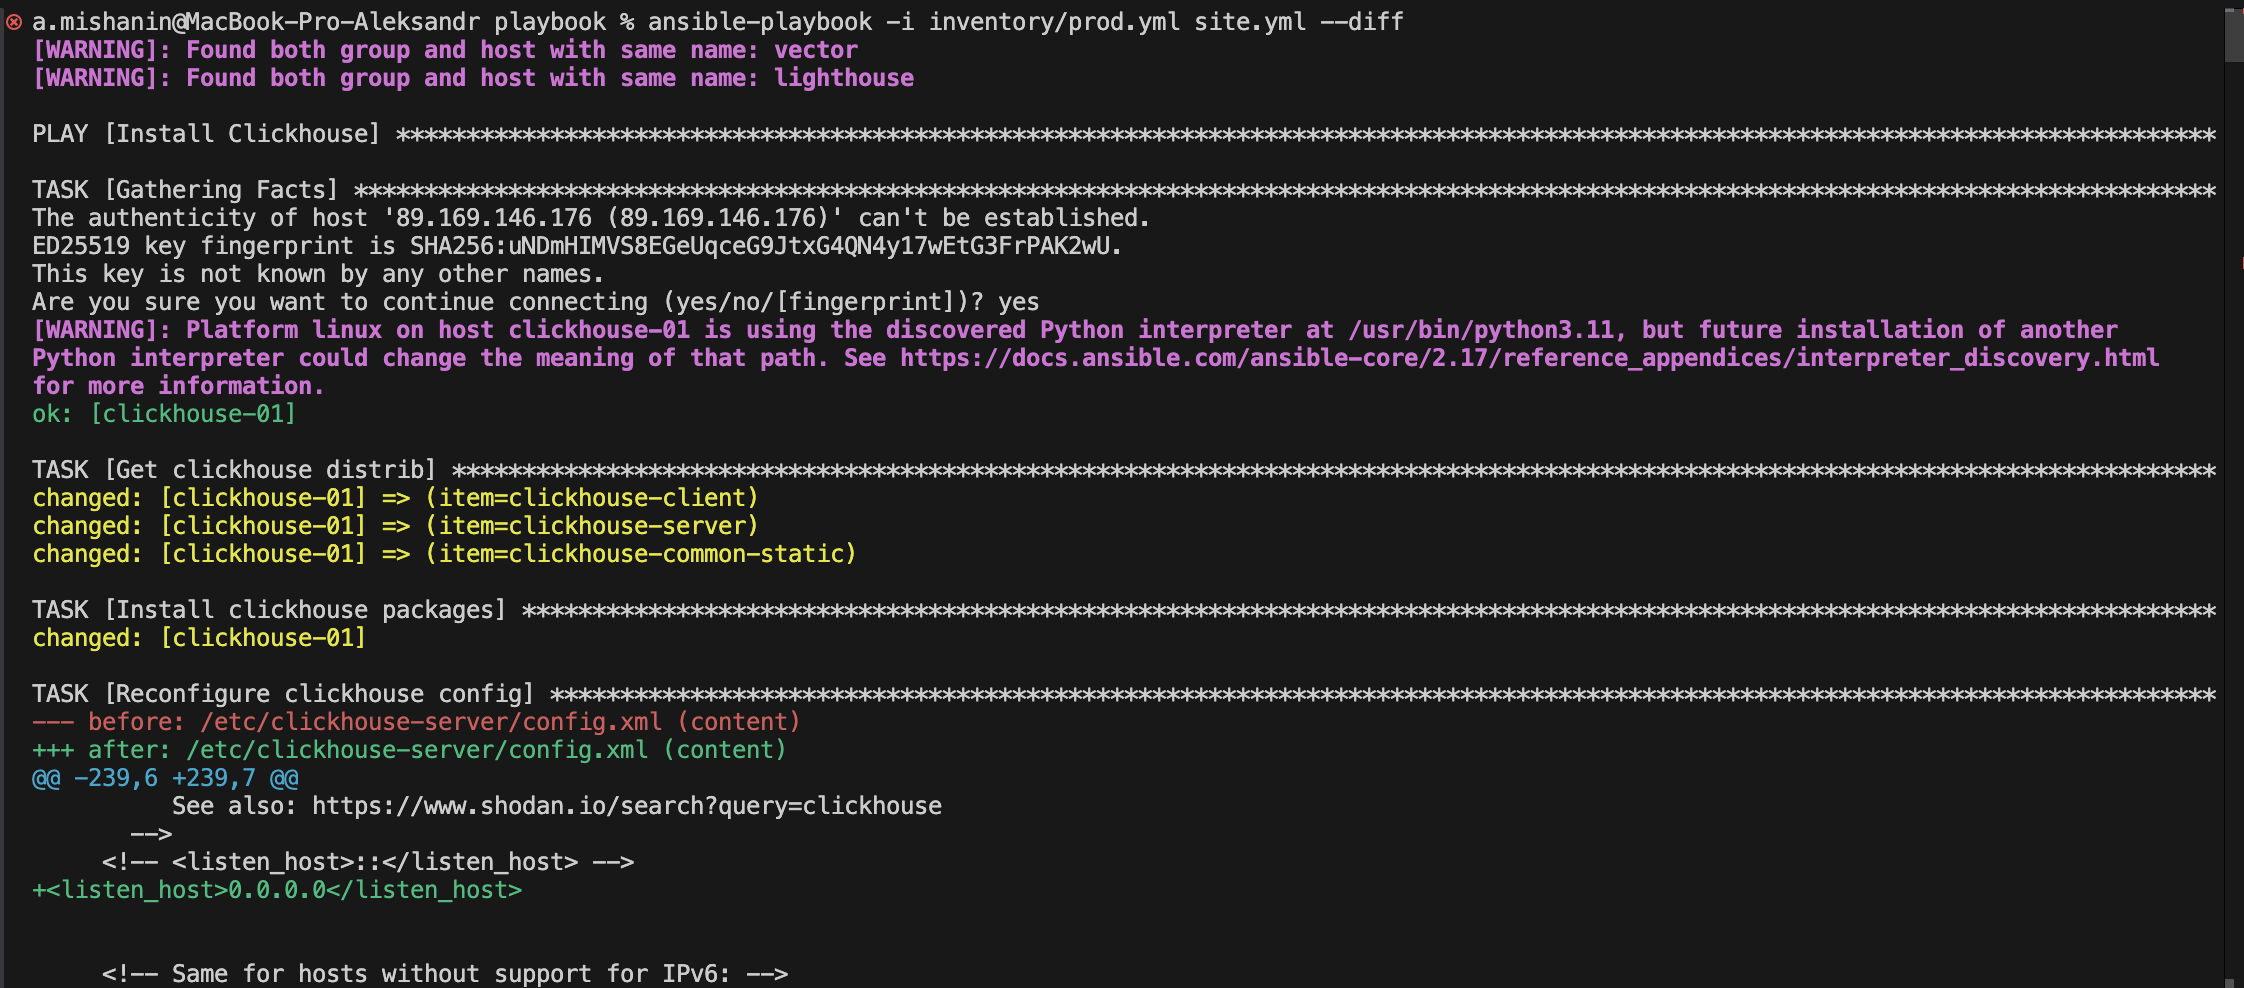 a.mishanin@MacBook-Pro-Aleksandr playbook % ansible-playbook -i inventory/prod.yml site.yml --diff
[WARNING]: Found both group and host with same name: vector
[WARNING]: Found both group and host with same name: lighthouse
PLAY [Install Clickhouse] **********************************************************************************************************************************
TASK [Gathering Facts] *************************************************************************************************************************************
The authenticity of host '89.169.146.176 (89.169.146.176)' can't be established.
ED25519 key fingerprint is SHA256:uNDmHIMVS8EGeUqceG9JtxG4QN4y17wEtG3FrPAK2wU.
This key is not known by any other names.
Are you sure you want to continue connecting (yes/no/[fingerprint])? yes
[WARNING]: Platform linux on host clickhouse-01 is using the discovered Python interpreter at /usr/bin/python3.11, but future installation of another
Python interpreter could change the meaning of that path. See https://docs.ansible.com/ansible-core/2.17/reference_appendices/interpreter_discovery.html
for more information.
ok: [clickhouse-01]
TASK [Get clickhouse distrib] ******************************************************************************************************************************
changed: [clickhouse-01] => (item=clickhouse-client)
changed: [clickhouse-01] => (item=clickhouse-server)
changed: [clickhouse-01] => (item=clickhouse-common-static)
TASK [Install clickhouse packages] *************************************************************************************************************************
changed: [clickhouse-01]
TASK [Reconfigure clickhouse config] ***********************************************************************************************************************
--- before: /etc/clickhouse-server/config.xml (content)
+++ after: /etc/clickhouse-server/config.xml (content)
@@ -239,6 +239,7 @@
See also: https://www.shodan.io/search?query=clickhouse
-->
<!-- <listen_host>::</listen_host> -->
+<listen_host>0.0.0.0</listen_host>
<!-- Same for hosts without support for IPv6: -->